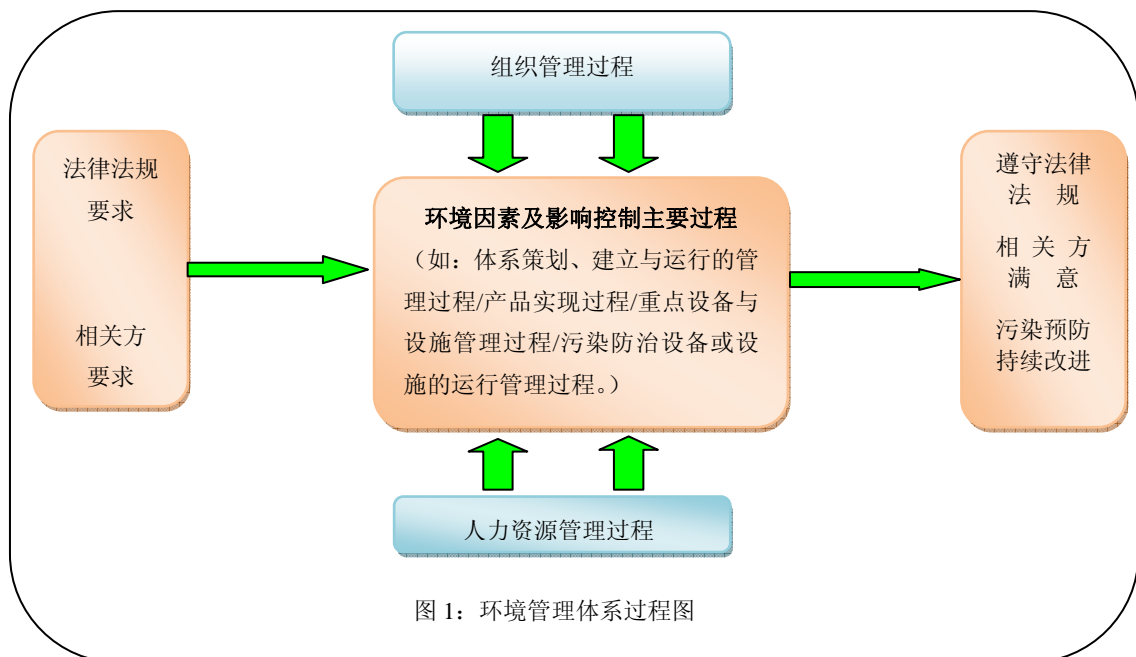 组织管理过程
法律法规
要求
相关方
要求
环境因素及影响控制主要过程
（如：体系策划、建立与运行的管
理过程/产品实现过程/重点设备与
设施管理过程/污染防治设备或设
施的运行管理过程。）
遵守法律
法 规
相 关 方
满 意
污染预防
持续改进
人力资源管理过程
图 1：环境管理体系过程图